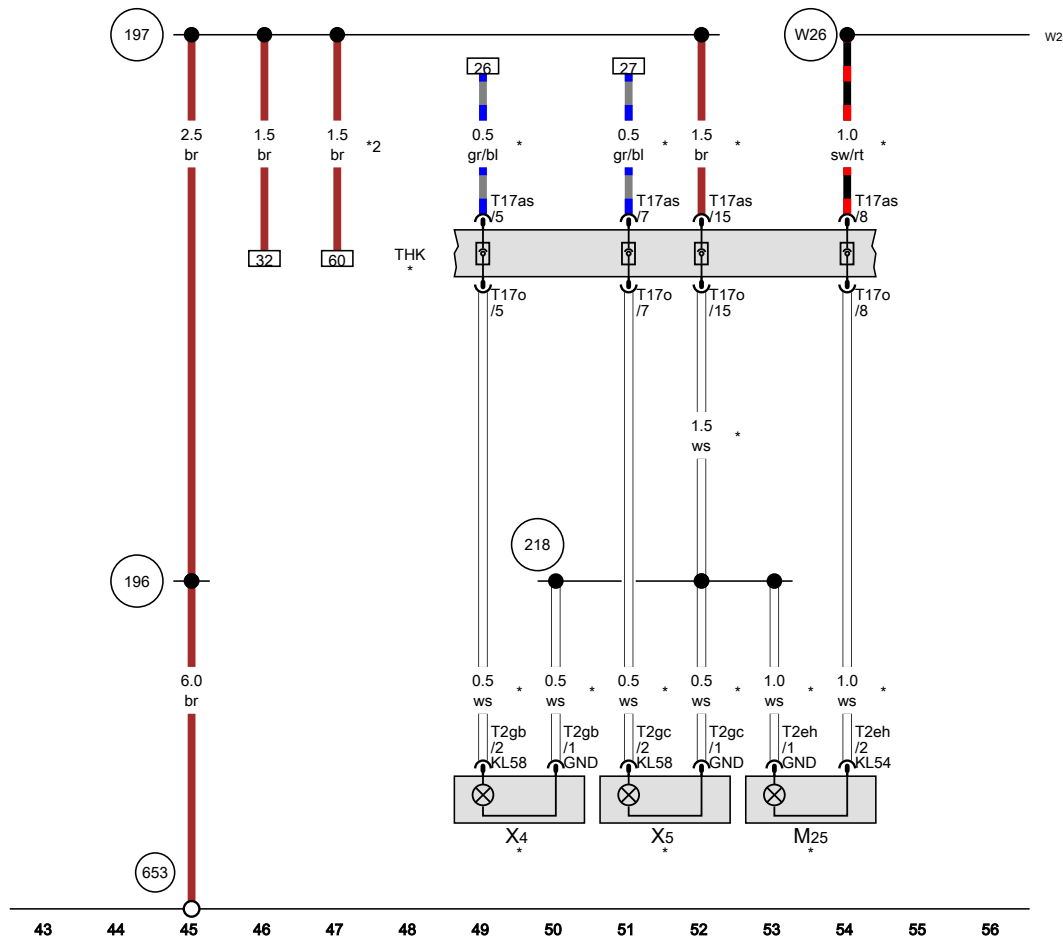 197
W26
W2
26
27
2.5
br
1.5
br
1.5
br
*2
0.5
gr/bl
*
0.5
gr/bl
*
1.5
br
*
1.0
sw/rt
*
T17as
/5
T17as
/7
T17as
/15
T17as
/8
32
60
THK
*
T17o
/5
T17o
/7
T17o
/15
T17o
/8
1.5
ws
*
218
196
6.0
br
0.5
ws
*
0.5
ws
*
0.5
ws
*
0.5
ws
*
1.0
ws
*
1.0
ws
*
T2gb
/2
KL58
T2gb
/1
GND
T2gc
/2
KL58
T2gc
/1
GND
T2eh
/1
GND
T2eh
/2
KL54
X4
*
X5
*
M25
*
653
43 44 45 46 47 48 49 50 51 52 53 54 55 56